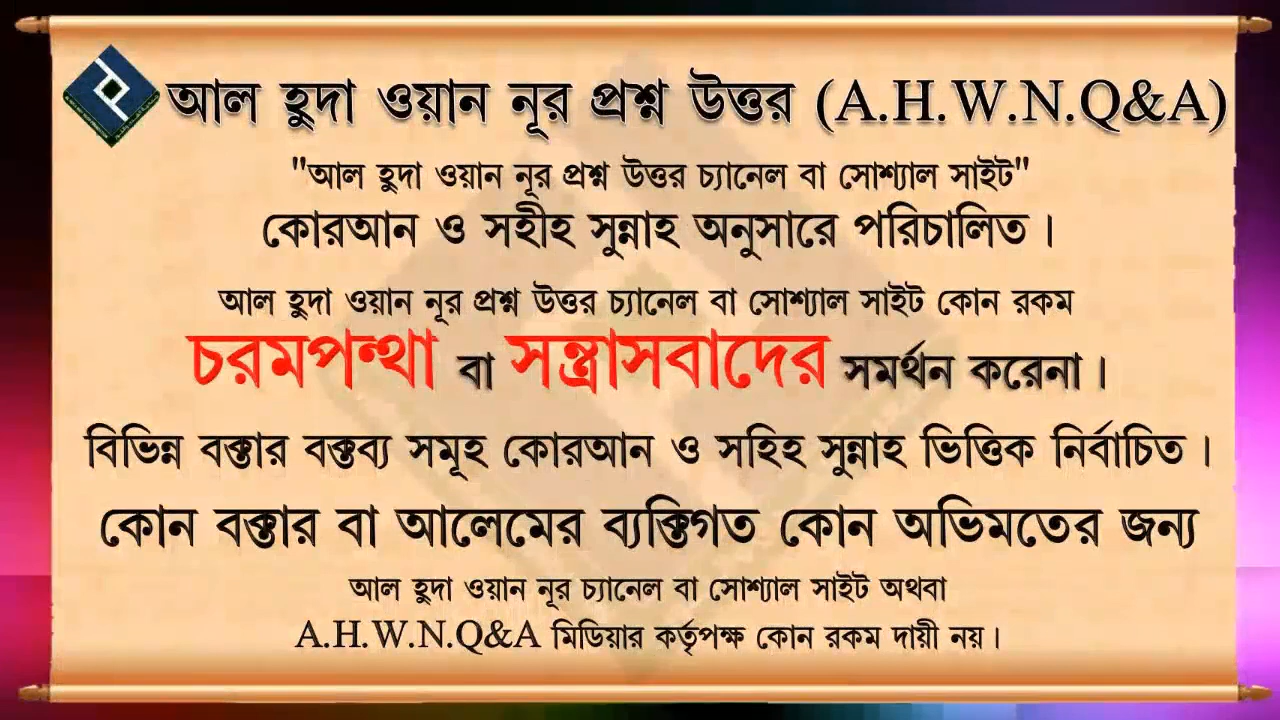 আল হুদা ওয়ান নূর প্রশ্ন উত্তর (A.H.W.N.Q&A)
"আল হুদা ওয়ান নূর প্রশ্ন উত্তর চ্যানেল বা সোশ্যাল সাইট"
কোরআন ও সহীহ সুন্নাহ অনুসারে পরিচালিত ।
আল হুদা ওয়ান নূর প্রশ্ন উত্তর চ্যানেল বা সোশ্যাল সাইট কোন রকম
চরমপন্থা বা সন্ত্রাসবাদের সমর্থন করেনা ।
বিভিন্ন বক্তার বক্তব্য সমূহ কোরআন ও সহিহ সুন্নাহ ভিত্তিক নির্বাচিত ।
কোন বক্তার বা আলেমের ব্যক্তিগত কোন অভিমতের জন্য
আল হুদা ওয়ান নূর চ্যানেল বা সোশ্যাল সাইট অথবা
A.H.W.N.Q&A মিডিয়ার কর্তৃপক্ষ কোন রকম দায়ী নয় ।